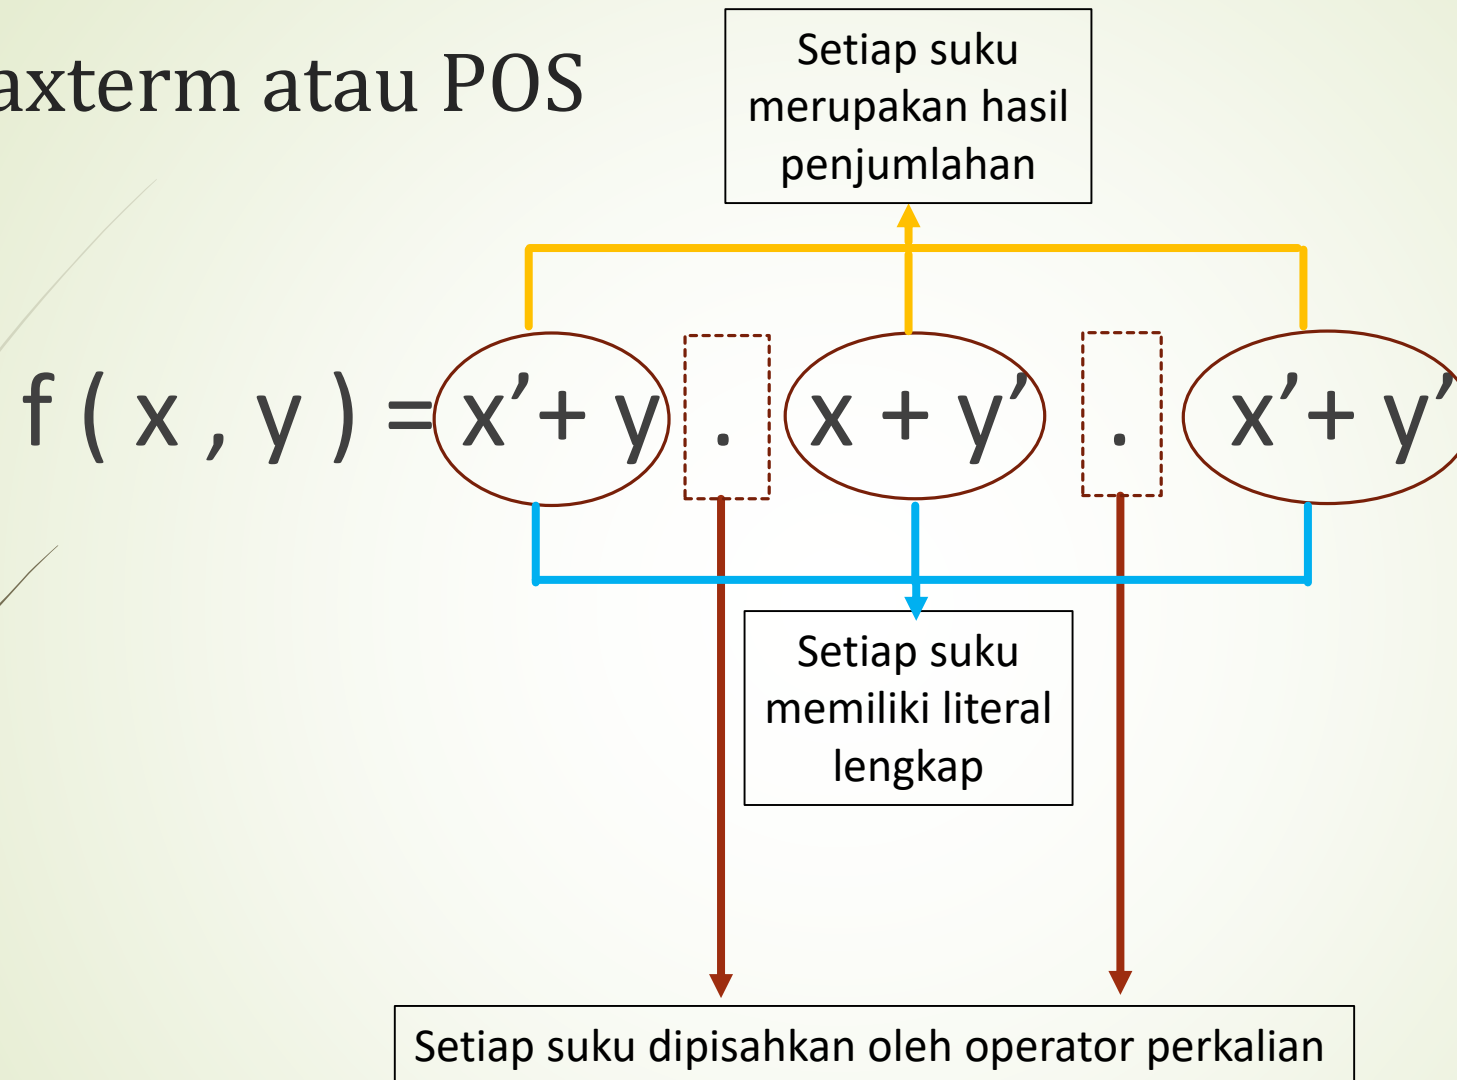 axterm atau POS
Setiap suku
merupakan hasil
penjumlahan
f ( x , y ) = x’+ y . x + y’ . x’+ y’
Setiap suku
memiliki literal
lengkap
Setiap suku dipisahkan oleh operator perkalian